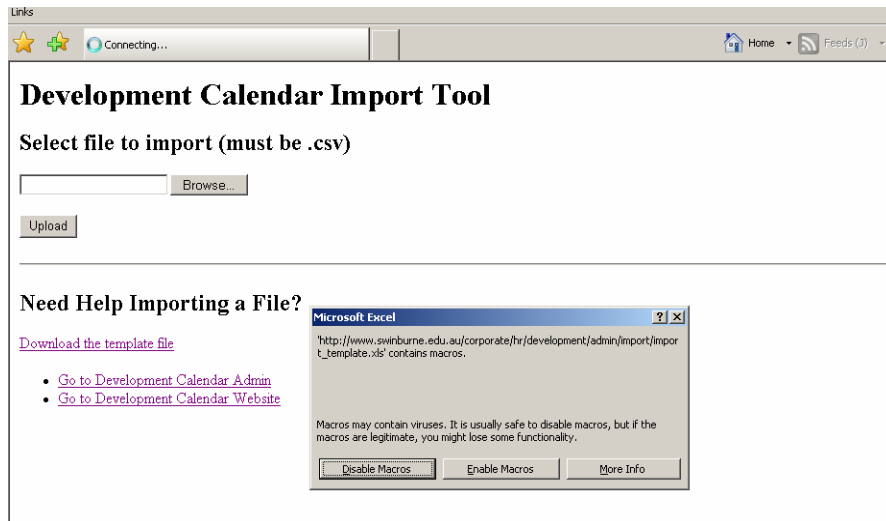 Links
Connecting...
Home
Feeds (J)
Development Calendar Import Tool
Select file to import (must be .csv)
Browse...
Upload
Need Help Importing a File?
Download the template file
Go to Development Calendar Admin
Go to Development Calendar Website
Microsoft Excel
'http://www.swinburne.edu.au/corporate/hr/development/admin/import/impor
t_template.xls' contains macros.
Macros may contain viruses. It is usually safe to disable macros, but if the
macros are legitimate, you might lose some functionality.
Disable Macros
Enable Macros
More Info